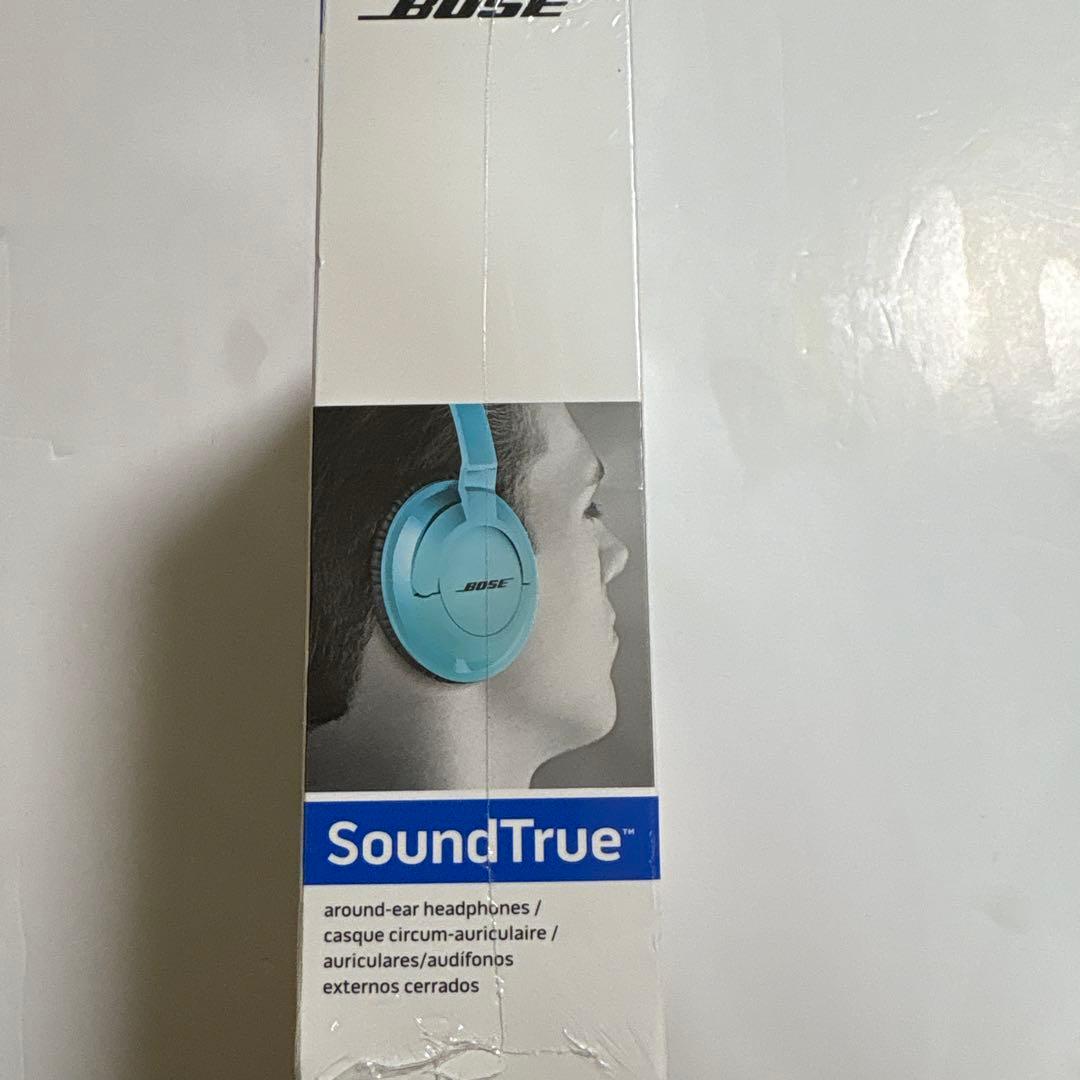 BOSE
BOSE
SoundTrue™
around-ear headphones /
casque circum-auriculaire /
auriculares/audífonos
externos cerrados